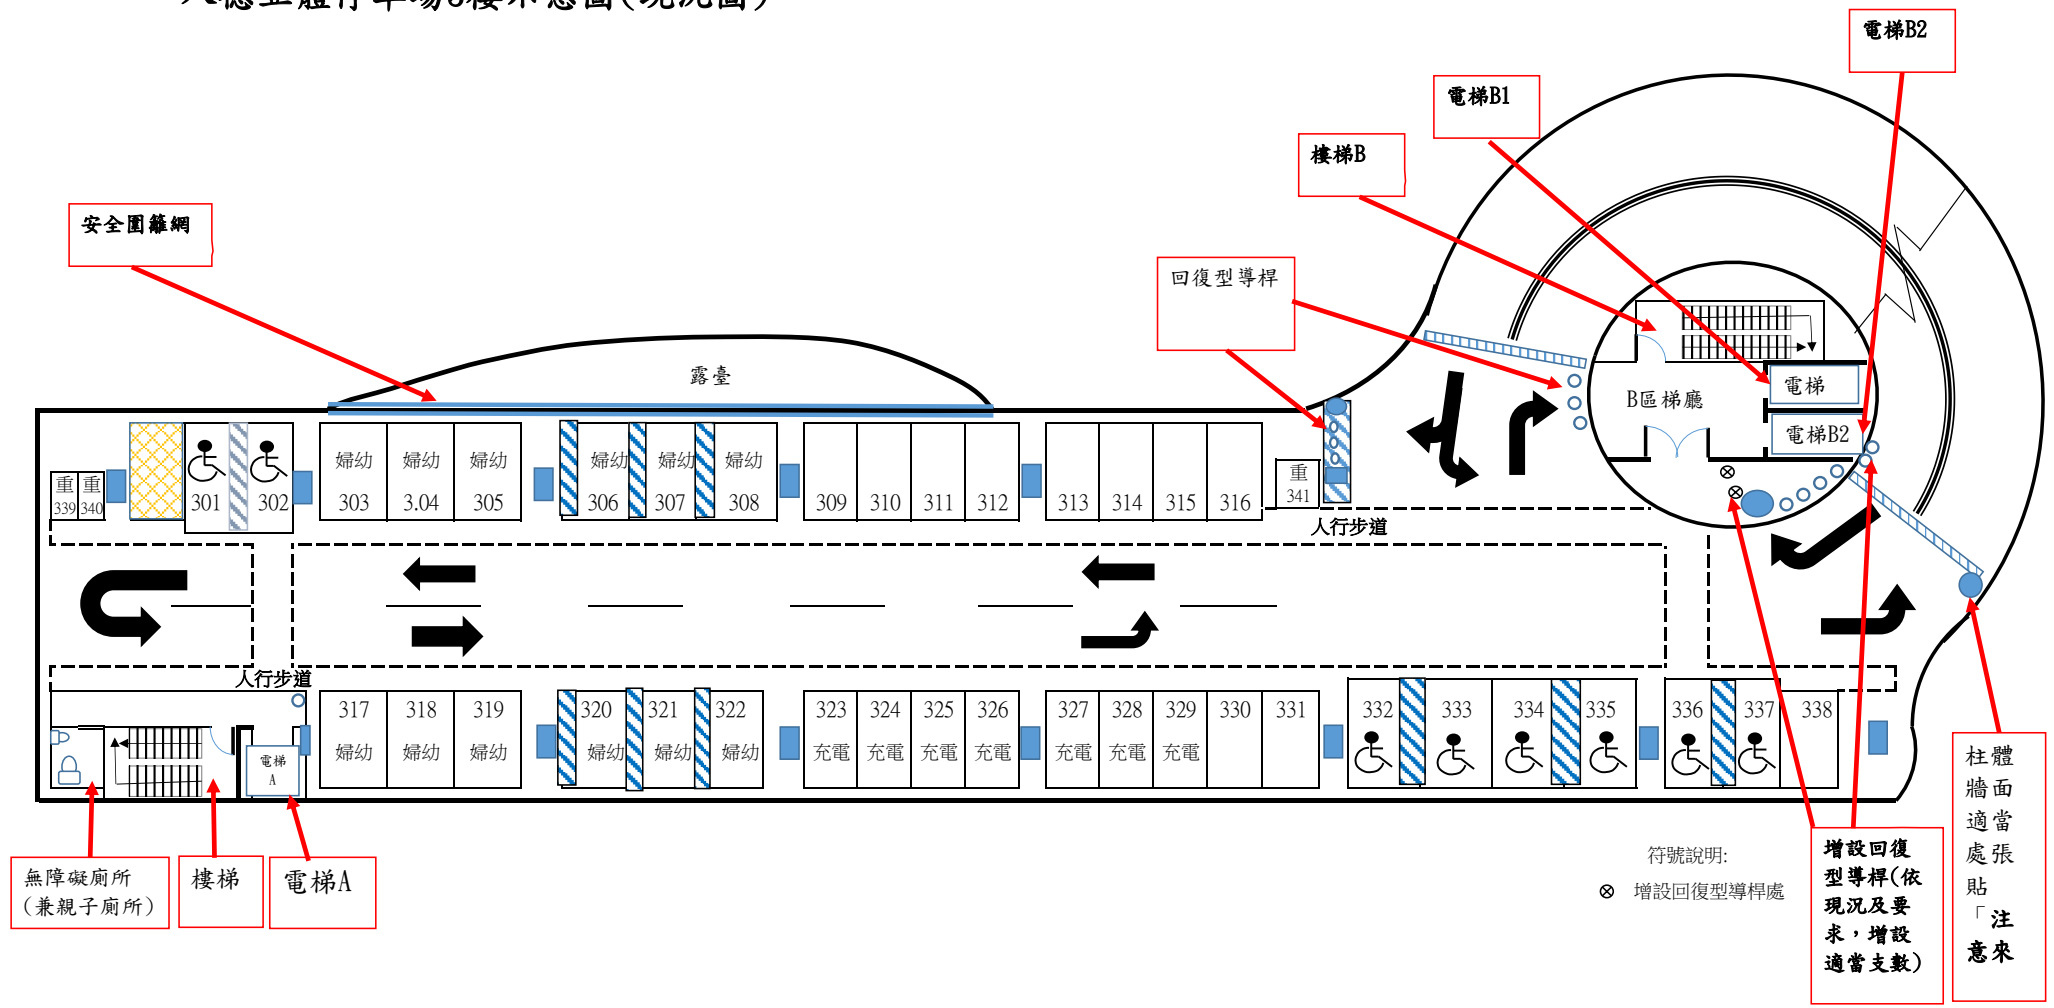 電梯B2
電梯B1
樓梯B
安全圍籬網
回復型導桿
露臺
電梯
B區梯廳
電梯B2
婦幼
婦幼
婦幼
婦幼
婦幼
婦幼
重
重
重
339
340
301
302
303
3.04
305
306
307
308
309
310
311
312
313
314
315
316
341
人行步道
人行步道
317
318
319
320
321
322
323
324
325
326
327
328
329
330
331
332
333
334
335
336
337
338
婦幼
婦幼
婦幼
婦幼
婦幼
婦幼
充電
充電
充電
充電
充電
充電
充電
電梯
A
無障礙廁所
(兼親子廁所)
樓梯
電梯A
符號說明:
增設回復型導桿處
增設回復
型導桿(依
現況及要
求，增設
適當支數)
柱體
牆面
適當
處張
貼
「注
意來